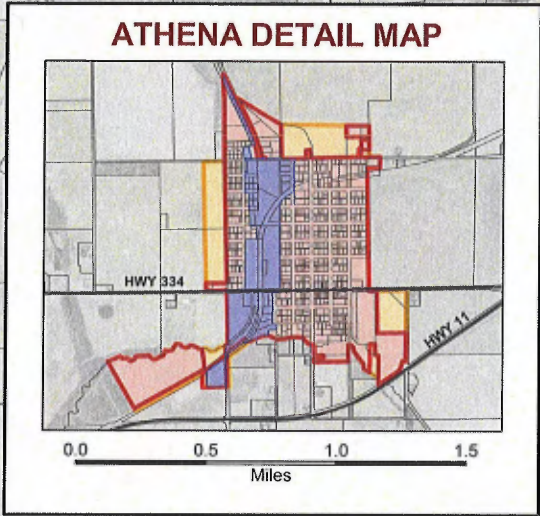 ATHENA DETAIL MAP
HWY 334
HWY 11
0.0 0.5 1.0 1.5
Miles